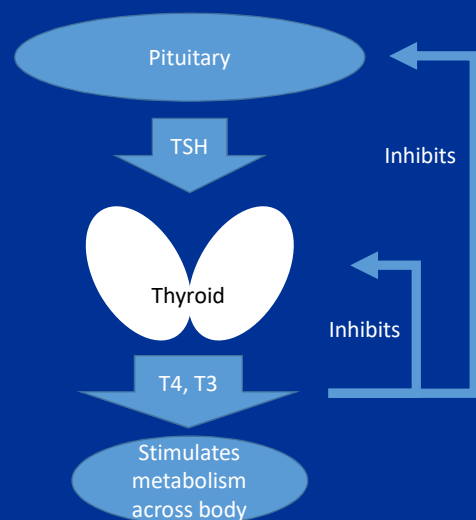 Pituitary
TSH
Inhibits
Thyroid
Inhibits
T4, T3
Stimulates
metabolism
across body